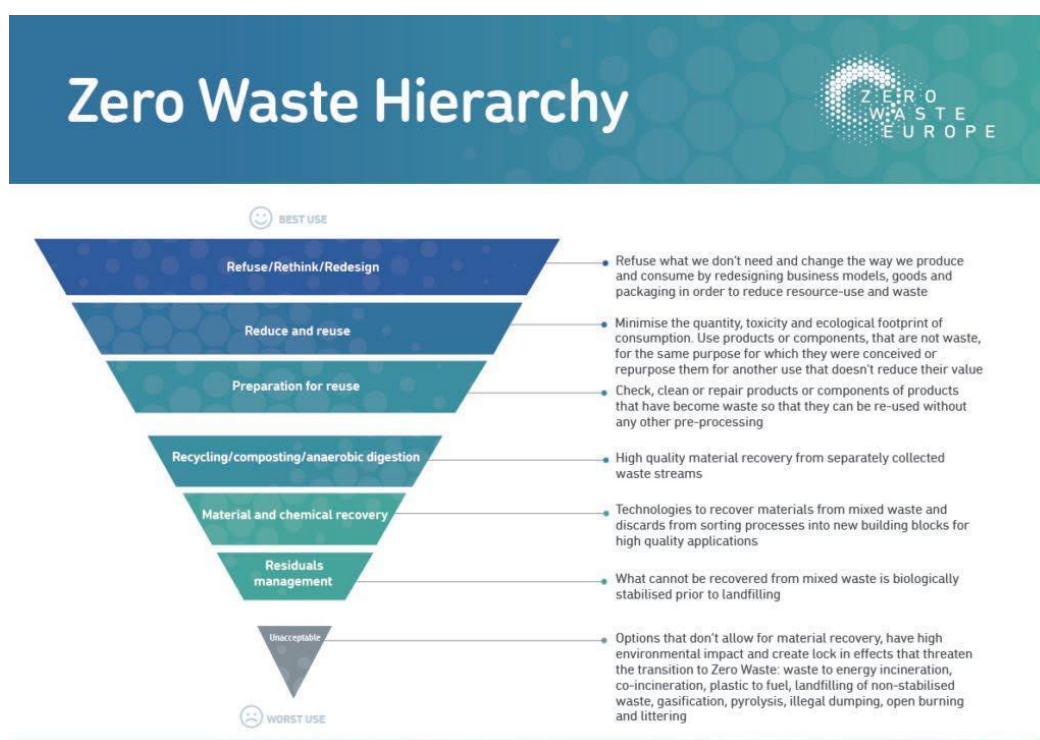 Zero Waste Hierarchy
ZERO
WASTE
EUROPE
BEST USE
Refuse/Rethink/Redesign
Refuse what we don't need and change the way we produce
and consume by redesigning business models, goods and
packaging in order to reduce resource-use and waste
Reduce and reuse
Minimise the quantity, toxicity and ecological footprint of
consumption. Use products or components, that are not waste,
for the same purpose for which they were conceived or
repurpose them for another use that doesn't reduce their value
Preparation for reuse
Check, clean or repair products or components of products
that have become waste so that they can be re-used without
any other pre-processing
Recycling/composting/anaerobic digestion
High quality material recovery from separately collected
waste streams
Material and chemical recovery
Technologies to recover materials from mixed waste and
discards from sorting processes into new building blocks for
high quality applications
Residuals
management
What cannot be recovered from mixed waste is biologically
stabilised prior to landfilling
Unacceptable
Options that don't allow for material recovery, have high
environmental impact and create lock in effects that threaten
the transition to Zero Waste: waste to energy incineration,
co-incineration, plastic to fuel, landfilling of non-stabilised
waste, gasification, pyrolysis, illegal dumping, open burning
and littering
WORST USE